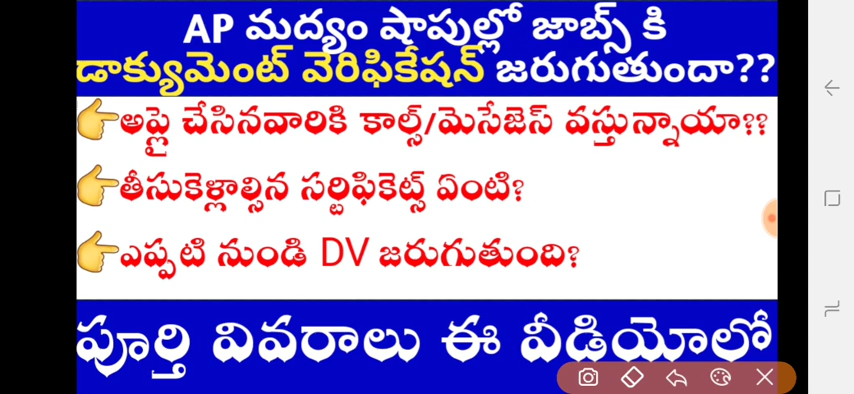 AP మద్యం షాపుల్లో జాబ్స్ కి
డాక్యుమెంట్ వెరిఫికేషన్ జరుగుతుందా??
👉అప్లై చేసినవారికి కాల్స్/మెసేజెస్ వస్తున్నాయా??
👉తీసుకెళ్లాల్సిన సర్టిఫికెట్స్ ఏంటి?
👉ఎప్పటి నుండి DV జరుగుతుంది?
పూర్తి వివరాలు ఈ వీడియోలో